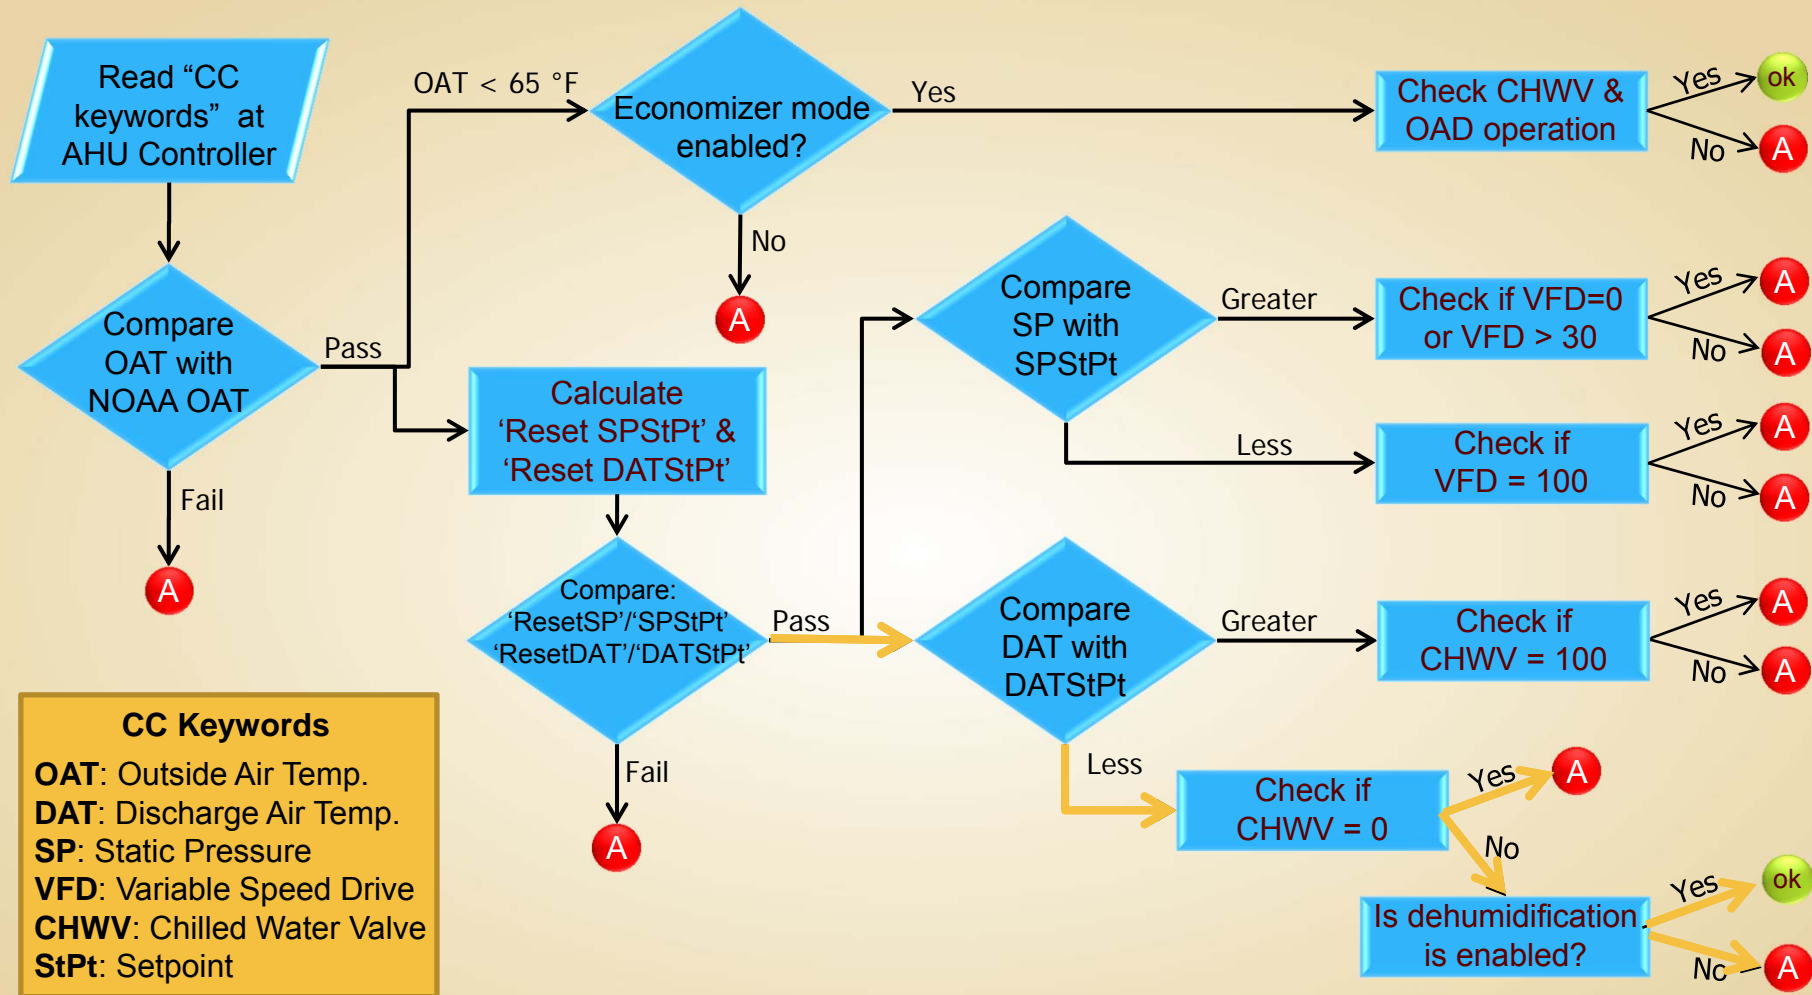 Read “CC
keywords” at
AHU Controller
OAT < 65 °F
Economizer mode
enabled?
Yes
Check CHWV &
OAD operation
Yes
ok
No
A
No
A
Compare
OAT with
NOAA OAT
Pass
Fail
A
Calculate
‘Reset SPStPt’ &
‘Reset DATStPt’
Compare:
‘ResetSP’/‘SPStPt’
‘ResetDAT’/‘DATStPt’
Pass
Fail
A
Compare
SP with
SPStPt
Greater
Check if VFD=0
or VFD > 30
Yes
A
No
A
Less
Check if
VFD = 100
Yes
A
No
A
Compare
DAT with
DATStPt
Greater
Check if
CHWV = 100
Yes
A
No
A
Less
Check if
CHWV = 0
Yes
A
No
Is dehumidification
is enabled?
Yes
ok
No
A
CC Keywords
OAT: Outside Air Temp.
DAT: Discharge Air Temp.
SP: Static Pressure
VFD: Variable Speed Drive
CHWV: Chilled Water Valve
StPt: Setpoint